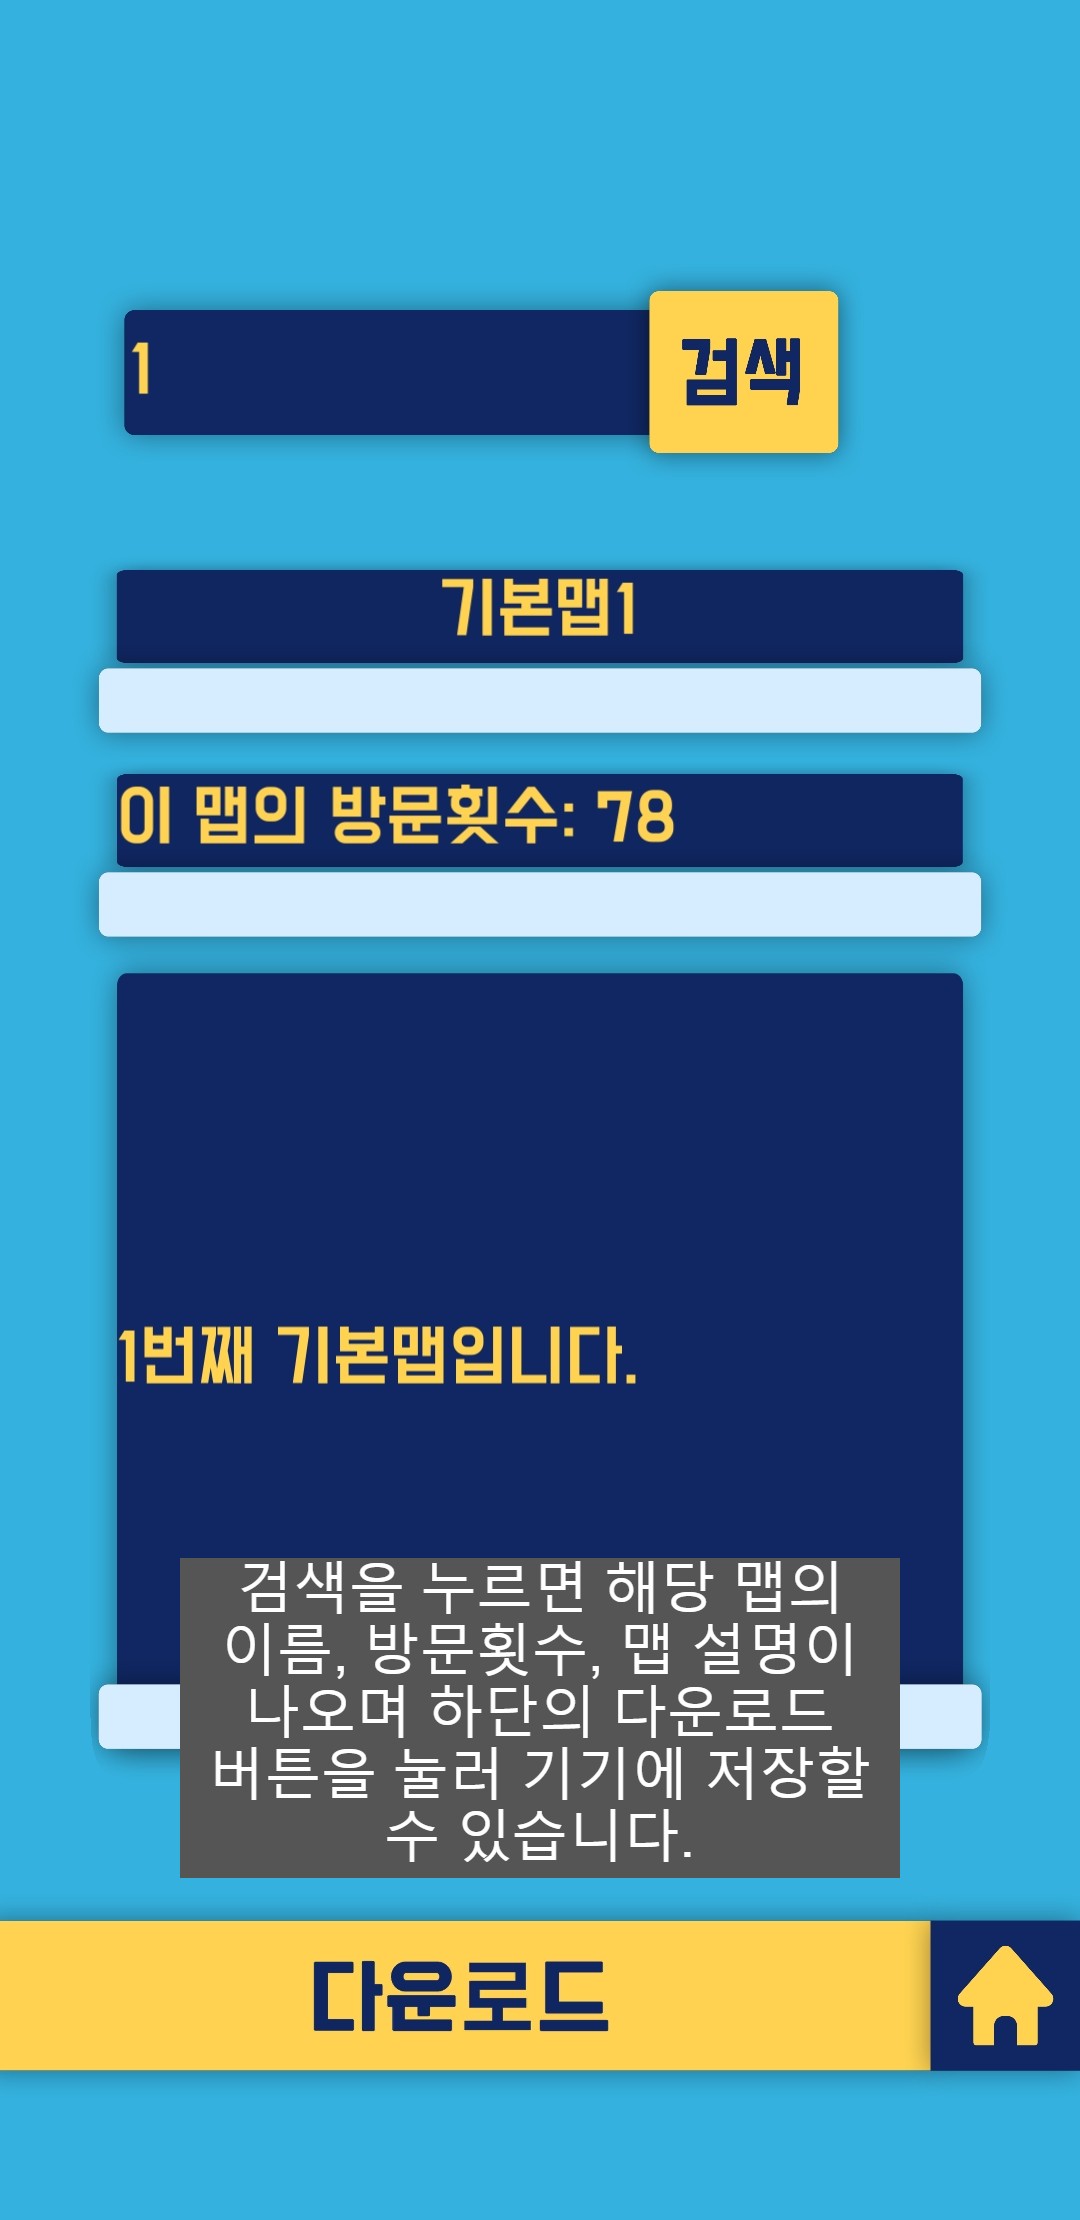 1
검색
기본맵1
이 맵의 방문횟수: 78
1번째 기본맵입니다.
검색을 누르면 해당 맵의
이름, 방문횟수, 맵 설명이
나오며 하단의 다운로드
버튼을 눌러 기기에 저장할
수 있습니다.
다운로드